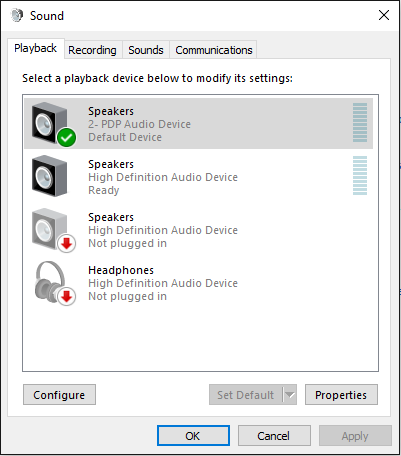 Sound
Playback Recording Sounds Communications
Select a playback device below to modify its settings:
Speakers
2- PDP Audio Device
Default Device
Speakers
High Definition Audio Device
Ready
Speakers
High Definition Audio Device
Not plugged in
Headphones
High Definition Audio Device
Not plugged in
Configure Set Default Properties
OK Cancel Apply